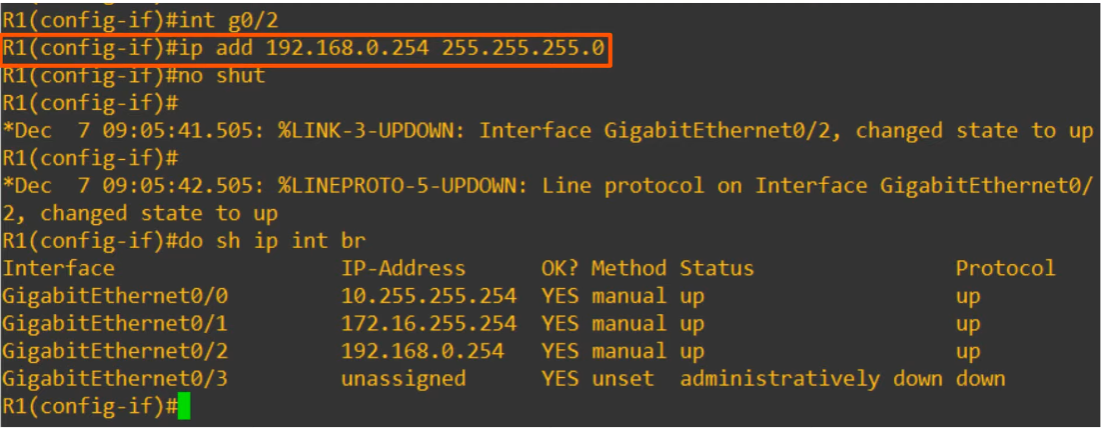 R1(config-if)#int g0/2
R1(config-if)#ip add 192.168.0.254 255.255.255.0
R1(config-if)#no shut
R1(config-if)#
*Dec  7 09:05:41.505: %LINK-3-UPDOWN: Interface GigabitEthernet0/2, changed state to up
R1(config-if)#
*Dec  7 09:05:42.505: %LINEPROTO-5-UPDOWN: Line protocol on Interface GigabitEthernet0/
2, changed state to up
R1(config-if)#do sh ip int br
Interface                  IP-Address      OK? Method Status                Protocol
GigabitEthernet0/0         10.255.255.254  YES manual up                    up
GigabitEthernet0/1         172.16.255.254  YES manual up                    up
GigabitEthernet0/2         192.168.0.254   YES manual up                    up
GigabitEthernet0/3         unassigned      YES unset  administratively down down
R1(config-if)#